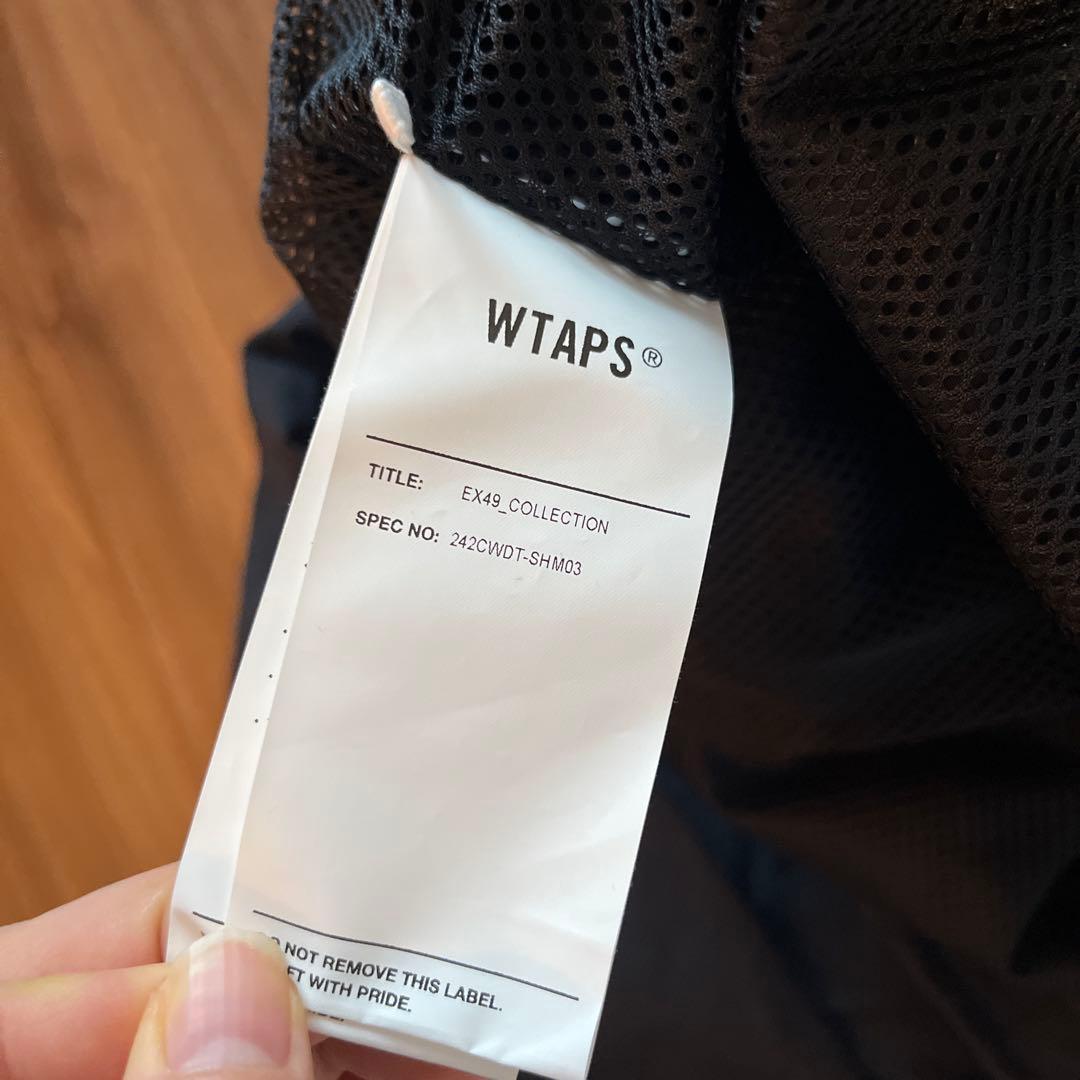 WTAPS®
TITLE: EX49_COLLECTION
SPEC NO: 242CWDT-SHM03
NOT REMOVE THIS LABEL.
WITH PRIDE.